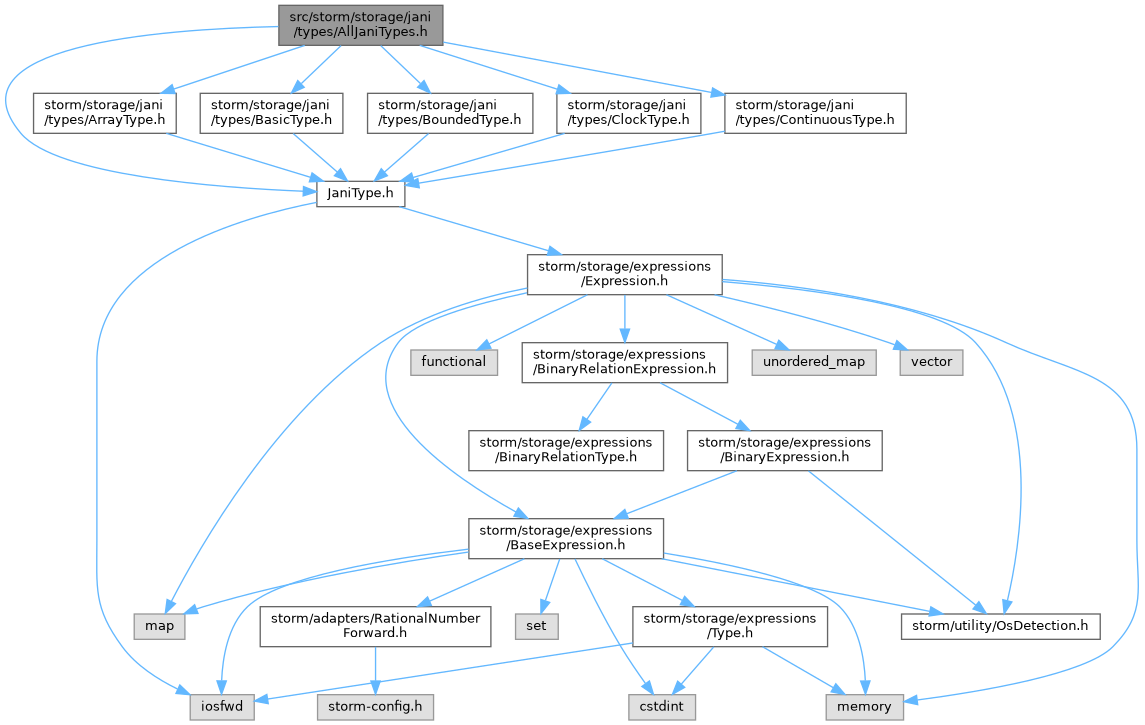 src/storm/storage/jani
/types/AllJaniTypes.h
storm/storage/jani
/types/ArrayType.h
storm/storage/jani
/types/BasicType.h
storm/storage/jani
/types/BoundedType.h
storm/storage/jani
/types/ClockType.h
storm/storage/jani
/types/ContinuousType.h
JaniType.h
storm/storage/expressions
/Expression.h
functional
storm/storage/expressions
/BinaryRelationExpression.h
unordered_map
vector
storm/storage/expressions
/BinaryRelationType.h
storm/storage/expressions
/BinaryExpression.h
storm/storage/expressions
/BaseExpression.h
map
storm/adapters/RationalNumber
Forward.h
set
storm/storage/expressions
/Type.h
storm/utility/OsDetection.h
iosfwd
storm-config.h
cstdint
memory